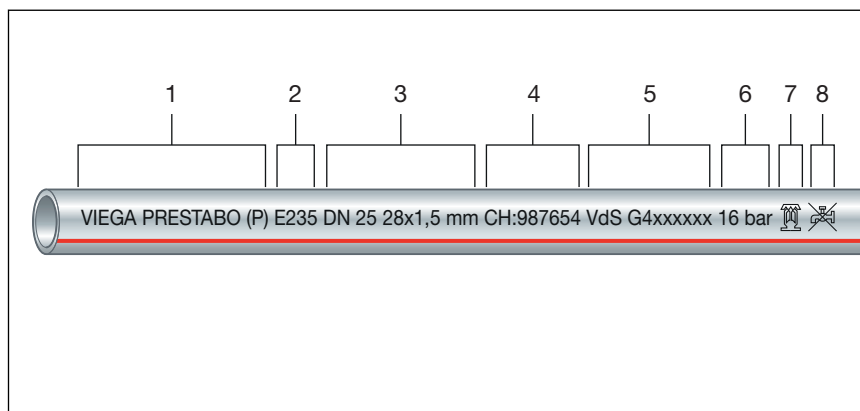 1 2 3 4 5 6 7 8
VIEGA PRESTABO (P) E235 DN 25 28x1,5 mm CH:987654 VdS G4xxxxxx 16 bar